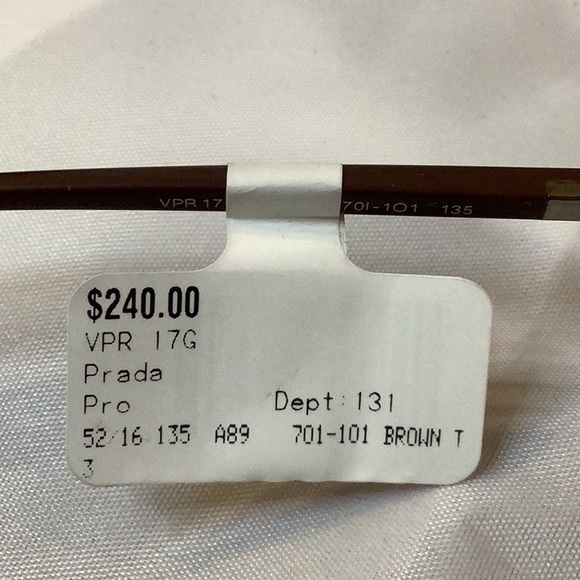 VPR 17 701-101 135
$240.00
VPR 17G
Prada
Pro Dept: 131
52/16 135 A89 701-101 BROWN T
3